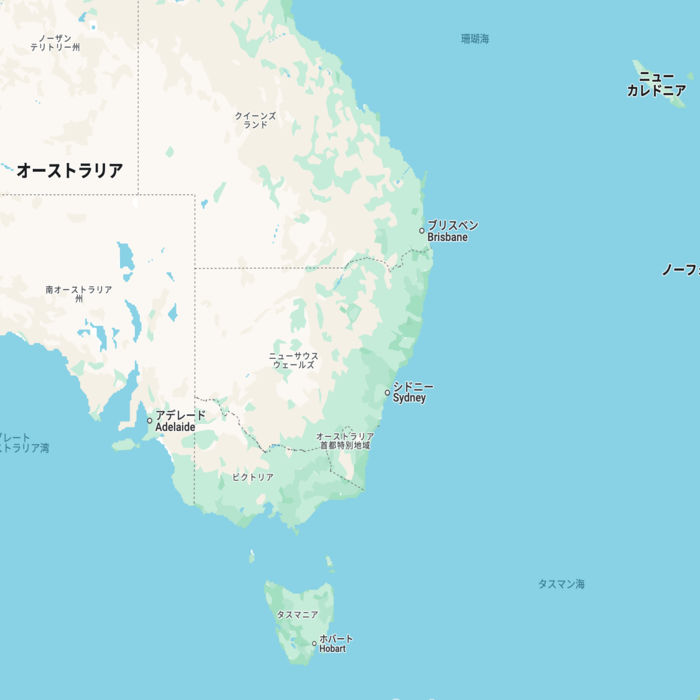 ノーザン
テリトリー州
珊瑚海
ニュー
カレドニア
クイーンズ
ランド
オーストラリア
ブリスベン
Brisbane
ノーフ
南オーストラリア
州
ニューサウス
ウェールズ
シドニー
Sydney
アデレード
Adelaide
オーストラリア
首都特別地域
レート
ストラリア湾
ビクトリア
タスマン海
タスマニア
ホバート
Hobart